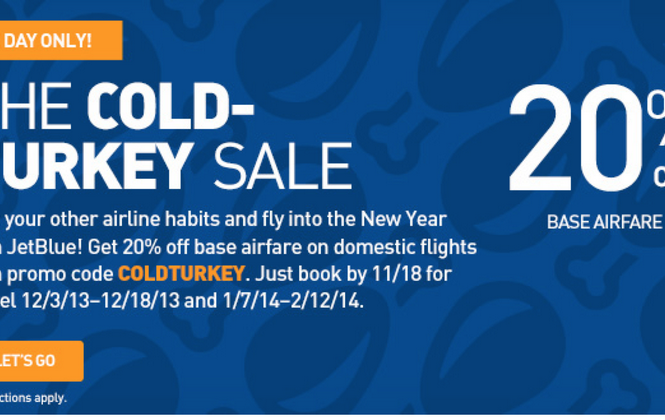 DAY ONLY!
HE COLD-
URKEY SALE
20%
BASE AIRFARE
your other airline habits and fly into the New Year
JetBlue! Get 20% off base airfare on domestic flights
promo code COLDTURKEY. Just book by 11/18 for
el 12/3/13–12/18/13 and 1/7/14–2/12/14.
LET'S GO
ctions apply.